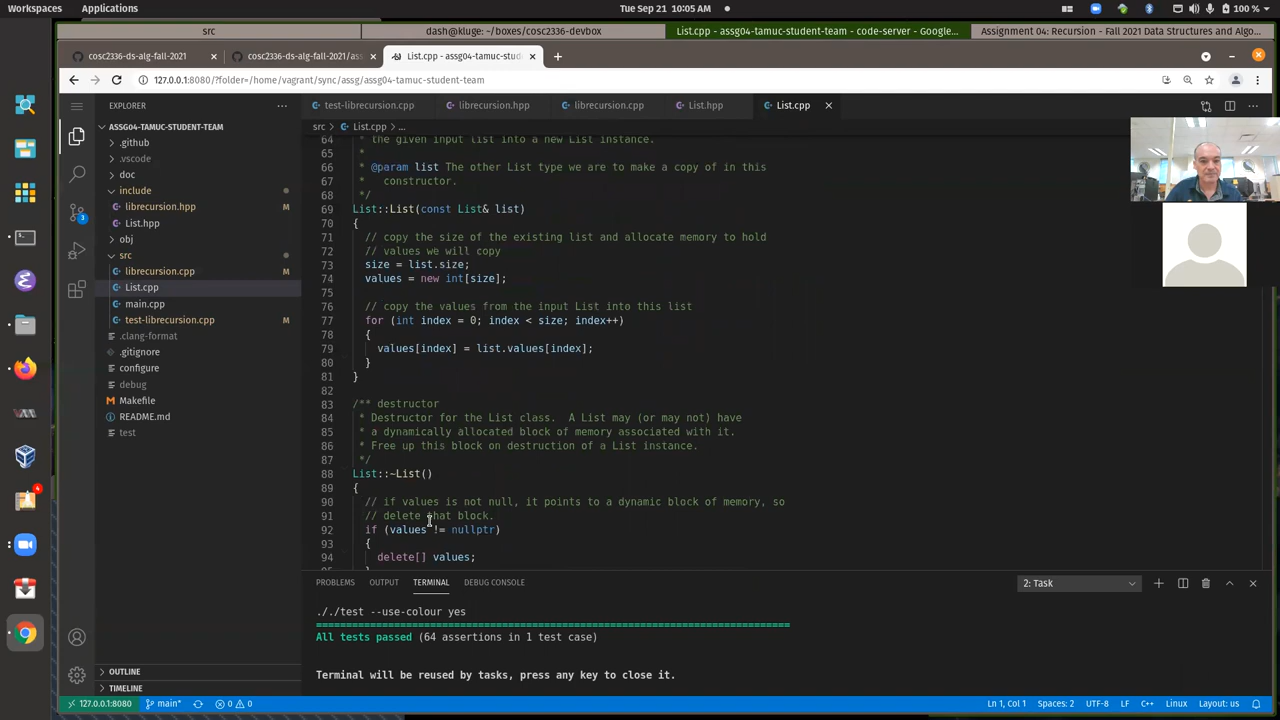 Workspaces Applications Tue Sep 21 10:05 AM 100 %
src dash@kluge: ~/boxes/cosc2336-devbox List.cpp - assg04-tamuc-student-team - code-server - Google... Assignment 04: Recursion - Fall 2021 Data Structures and Algo...
cosc2336-ds-alg-fall-2021 cosc2336-ds-alg-fall-2021/as List.cpp - assg04-tamuc-stud
127.0.0.1:8080/?folder=/home/vagrant/sync/assg/assg04-tamuc-student-team
EXPLORER
test-librecursion.cpp librecursion.hpp librecursion.cpp List.hpp List.cpp
ASSG04-TAMUC-STUDENT-TEAM
.github
.vscode
doc
include
librecursion.hpp M
List.hpp
obj
src
librecursion.cpp M
List.cpp
main.cpp
test-librecursion.cpp M
.clang-format
.gitignore
configure
debug
Makefile
README.md
test
OUTLINE
TIMELINE
src > List.cpp > ...
64 * the given input list into a new List instance.
65 *
66 * @param list The other List type we are to make a copy of in this
67 * constructor.
68 */
69 List::List(const List& list)
70 {
71 // copy the size of the existing list and allocate memory to hold
72 // values we will copy
73 size = list.size;
74 values = new int[size];
75
76 // copy the values from the input List into this list
77 for (int index = 0; index < size; index++)
78 {
79 values[index] = list.values[index];
80 }
81 }
82
83 /** destructor
84 * Destructor for the List class. A List may (or may not) have
85 * a dynamically allocated block of memory associated with it.
86 * Free up this block on destruction of a List instance.
87 */
88 List::~List()
89 {
90 // if values is not null, it points to a dynamic block of memory, so
91 // delete that block.
92 if (values != nullptr)
93 {
94 delete[] values;
95 }
PROBLEMS OUTPUT TERMINAL DEBUG CONSOLE 2: Task
././test --use-colour yes
All tests passed (64 assertions in 1 test case)
Terminal will be reused by tasks, press any key to close it.
127.0.0.1:8080 main* 0 0 Ln 1, Col 1 Spaces: 2 UTF-8 LF C++ Linux Layout: us